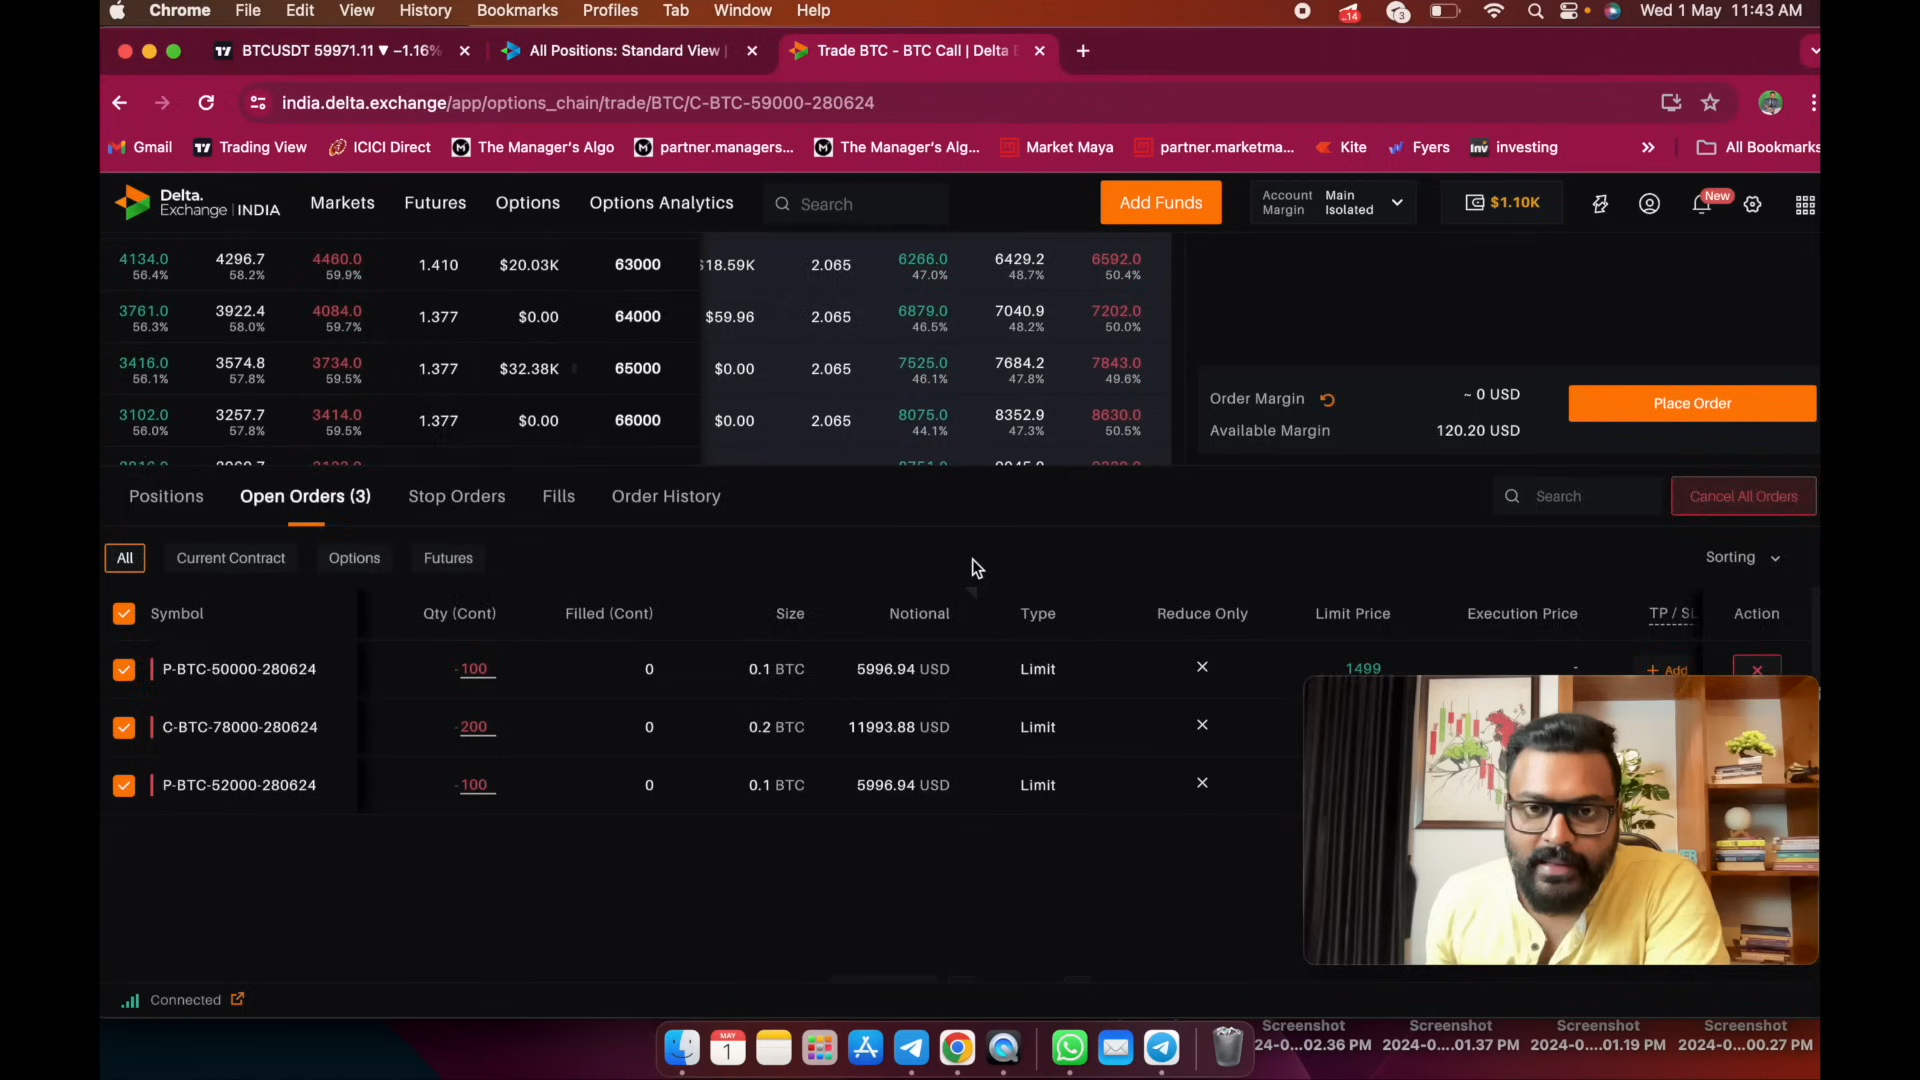 Chrome File Edit View History Bookmarks Profiles Tab Window Help 14 3 Wed 1 May 11:43 AM
BTCUSDT 59971.11 ▼ −1.16% All Positions: Standard View Trade BTC - BTC Call | Delta
india.delta.exchange/app/options_chain/trade/BTC/C-BTC-59000-280624
Gmail Trading View ICICI Direct The Manager's Algo partner.managers... The Manager's Alg... Market Maya partner.marketma... Kite Fyers investing » All Bookmarks
Delta. Exchange | INDIA Markets Futures Options Options Analytics Search Add Funds Account Margin Main Isolated $1.10K New
4134.0 4296.7 4460.0 1.410 $20.03K 63000 $18.59K 2.065 6266.0 6429.2 6592.0
56.4% 58.2% 59.9% 47.0% 48.7% 50.4%
3761.0 3922.4 4084.0 1.377 $0.00 64000 $59.96 2.065 6879.0 7040.9 7202.0
56.3% 58.0% 59.7% 46.5% 48.2% 50.0%
3416.0 3574.8 3734.0 1.377 $32.38K 65000 $0.00 2.065 7525.0 7684.2 7843.0
56.1% 57.8% 59.5% 46.1% 47.8% 49.6%
3102.0 3257.7 3414.0 1.377 $0.00 66000 $0.00 2.065 8075.0 8352.9 8630.0
56.0% 57.8% 59.5% 44.1% 47.3% 50.5%
Order Margin ~ 0 USD
Available Margin 120.20 USD
Place Order
Positions Open Orders (3) Stop Orders Fills Order History Search Cancel All Orders
All Current Contract Options Futures Sorting
Symbol Qty (Cont) Filled (Cont) Size Notional Type Reduce Only Limit Price Execution Price TP / SL Action
P-BTC-50000-280624 -100 0 0.1 BTC 5996.94 USD Limit 1499 - + Add
C-BTC-78000-280624 -200 0 0.2 BTC 11993.88 USD Limit
P-BTC-52000-280624 -100 0 0.1 BTC 5996.94 USD Limit
Connected
MAY
1
Screenshot Screenshot Screenshot Screenshot
24-0...02.36 PM 2024-0....01.37 PM 2024-0....01.19 PM 2024-0....00.27 PM